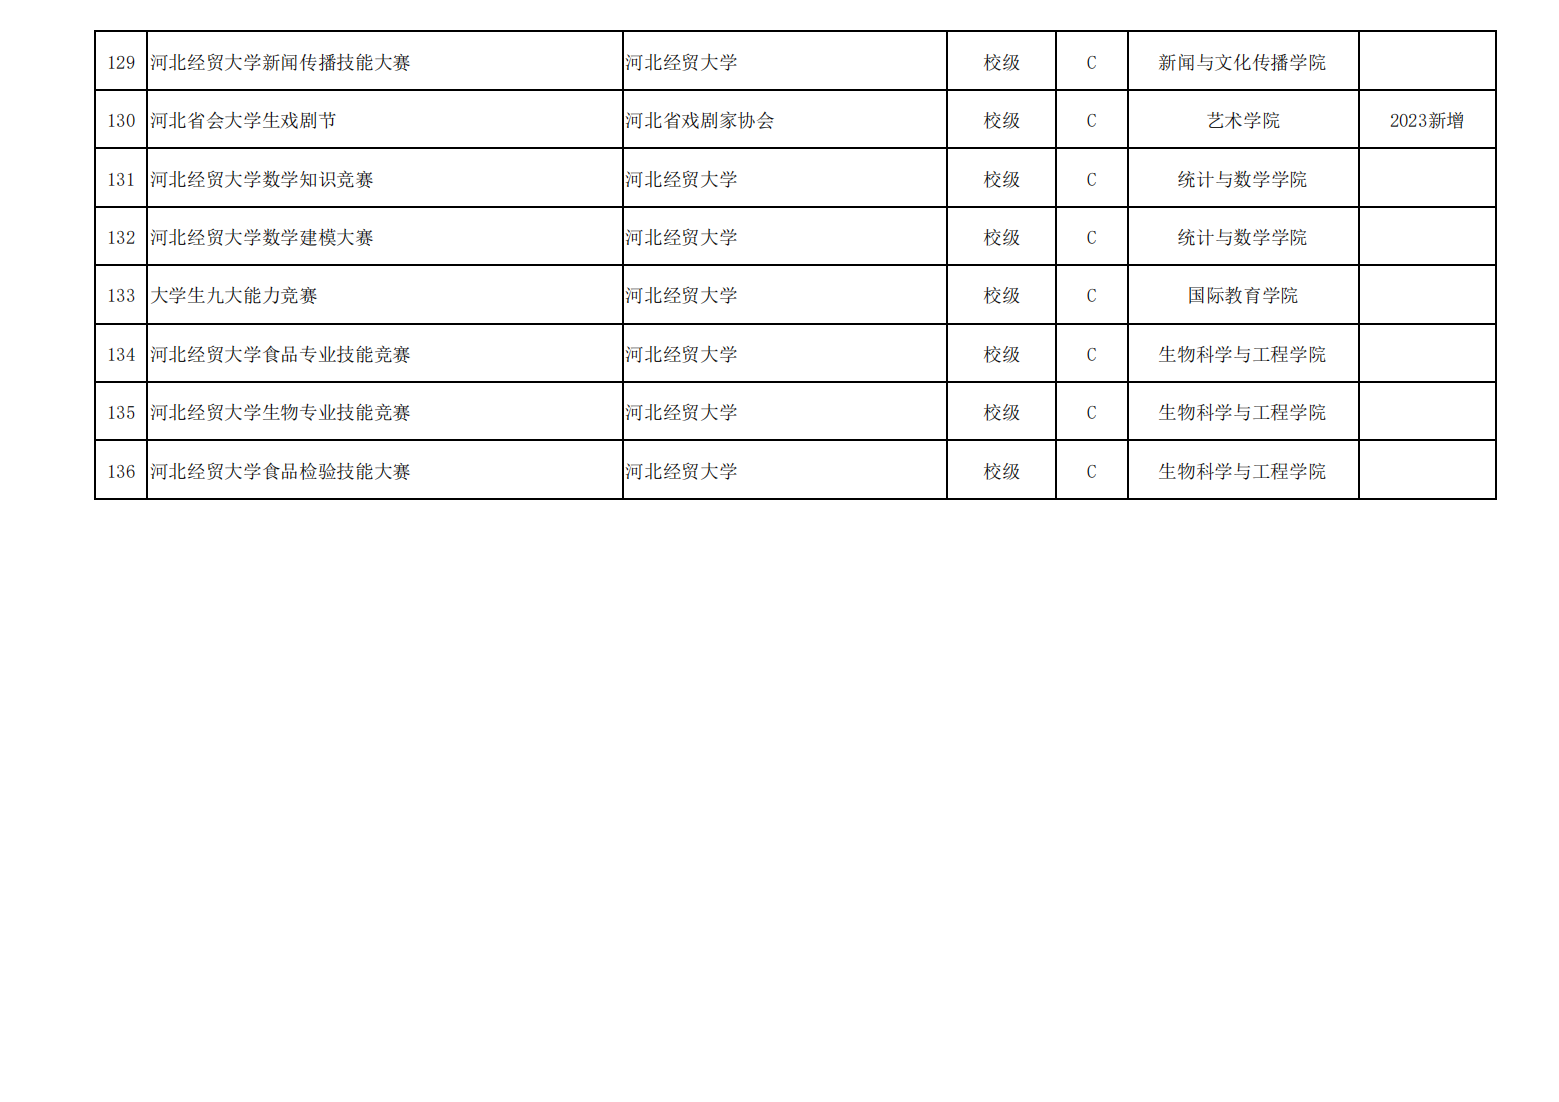 129 河北经贸大学新闻传播技能大赛 河北经贸大学 校级 C 新闻与文化传播学院
130 河北省会大学生戏剧节 河北省戏剧家协会 校级 C 艺术学院 2023新增
131 河北经贸大学数学知识竞赛 河北经贸大学 校级 C 统计与数学学院
132 河北经贸大学数学建模大赛 河北经贸大学 校级 C 统计与数学学院
133 大学生九大能力竞赛 河北经贸大学 校级 C 国际教育学院
134 河北经贸大学食品专业技能竞赛 河北经贸大学 校级 C 生物科学与工程学院
135 河北经贸大学生物专业技能竞赛 河北经贸大学 校级 C 生物科学与工程学院
136 河北经贸大学食品检验技能大赛 河北经贸大学 校级 C 生物科学与工程学院